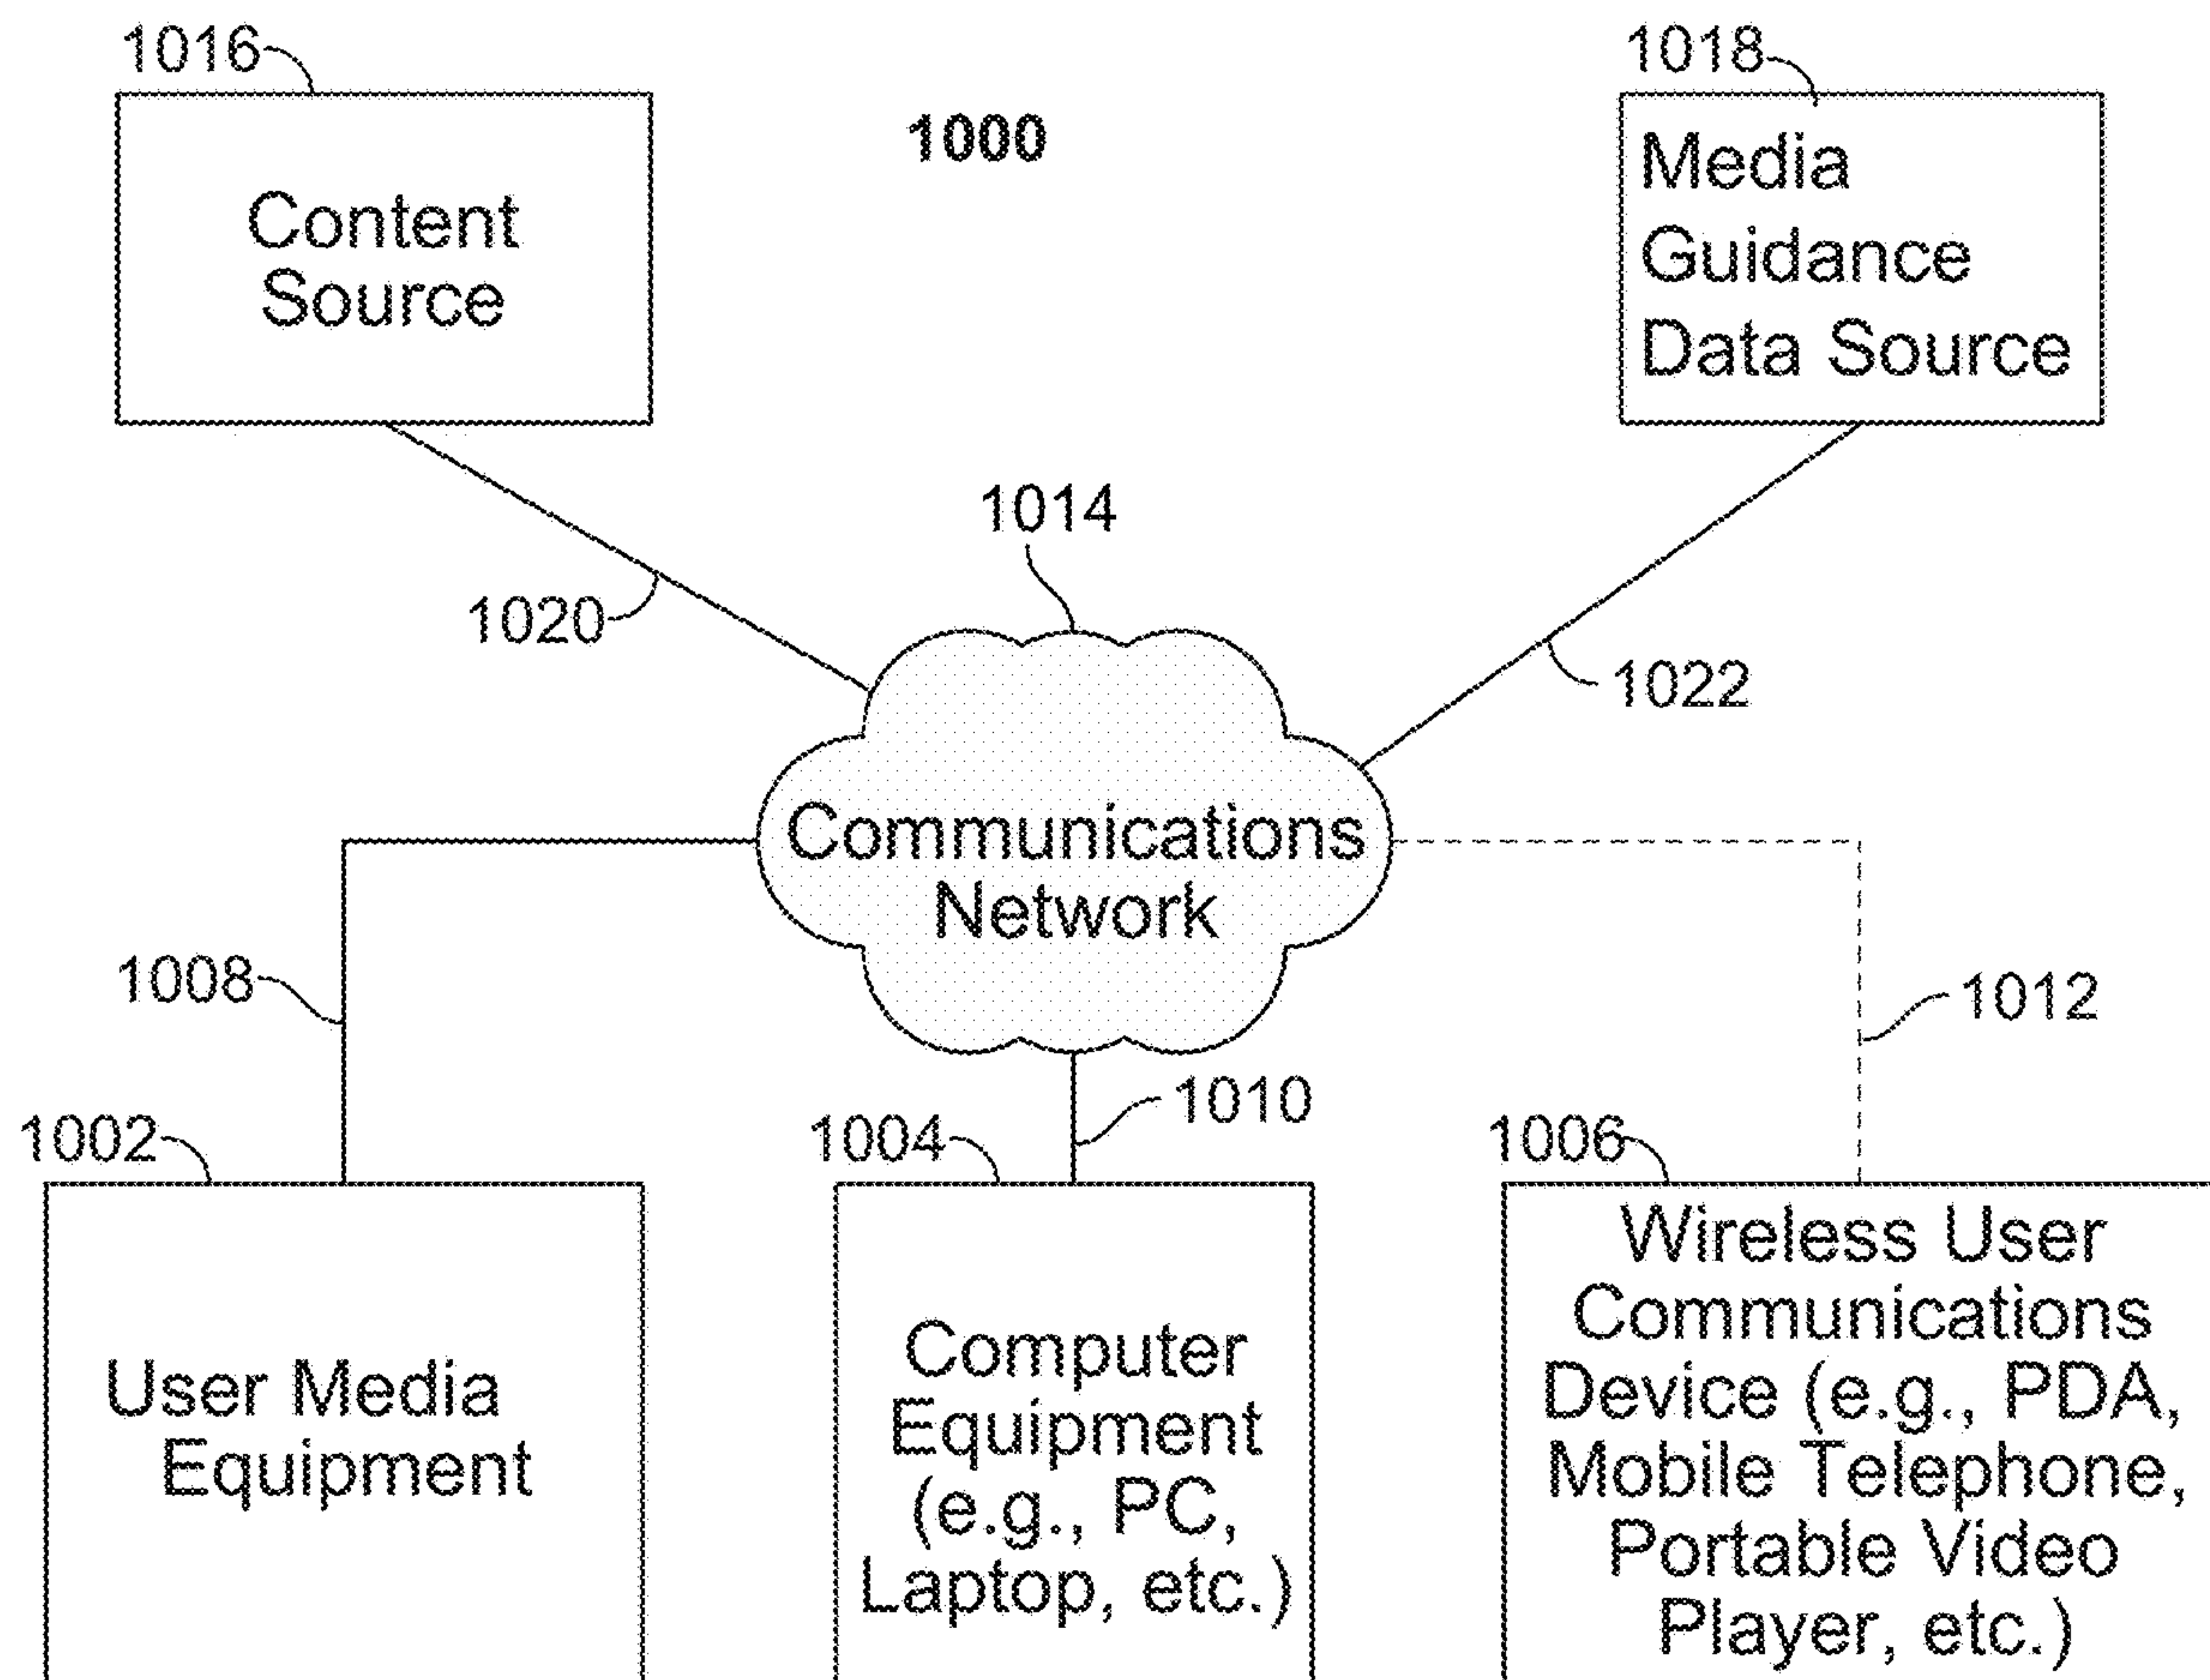 1016
1018
1000
Content
Source
Media
Guidance
Data Source
1014
1020
1022
Communications
Network
1008
1012
1010
1002
1004
1006
User Media
Equipment
Computer
Equipment
(e.g., PC,
Laptop, etc.)
Wireless User
Communications
Device (e.g., PDA,
Mobile Telephone,
Portable Video
Player, etc.)